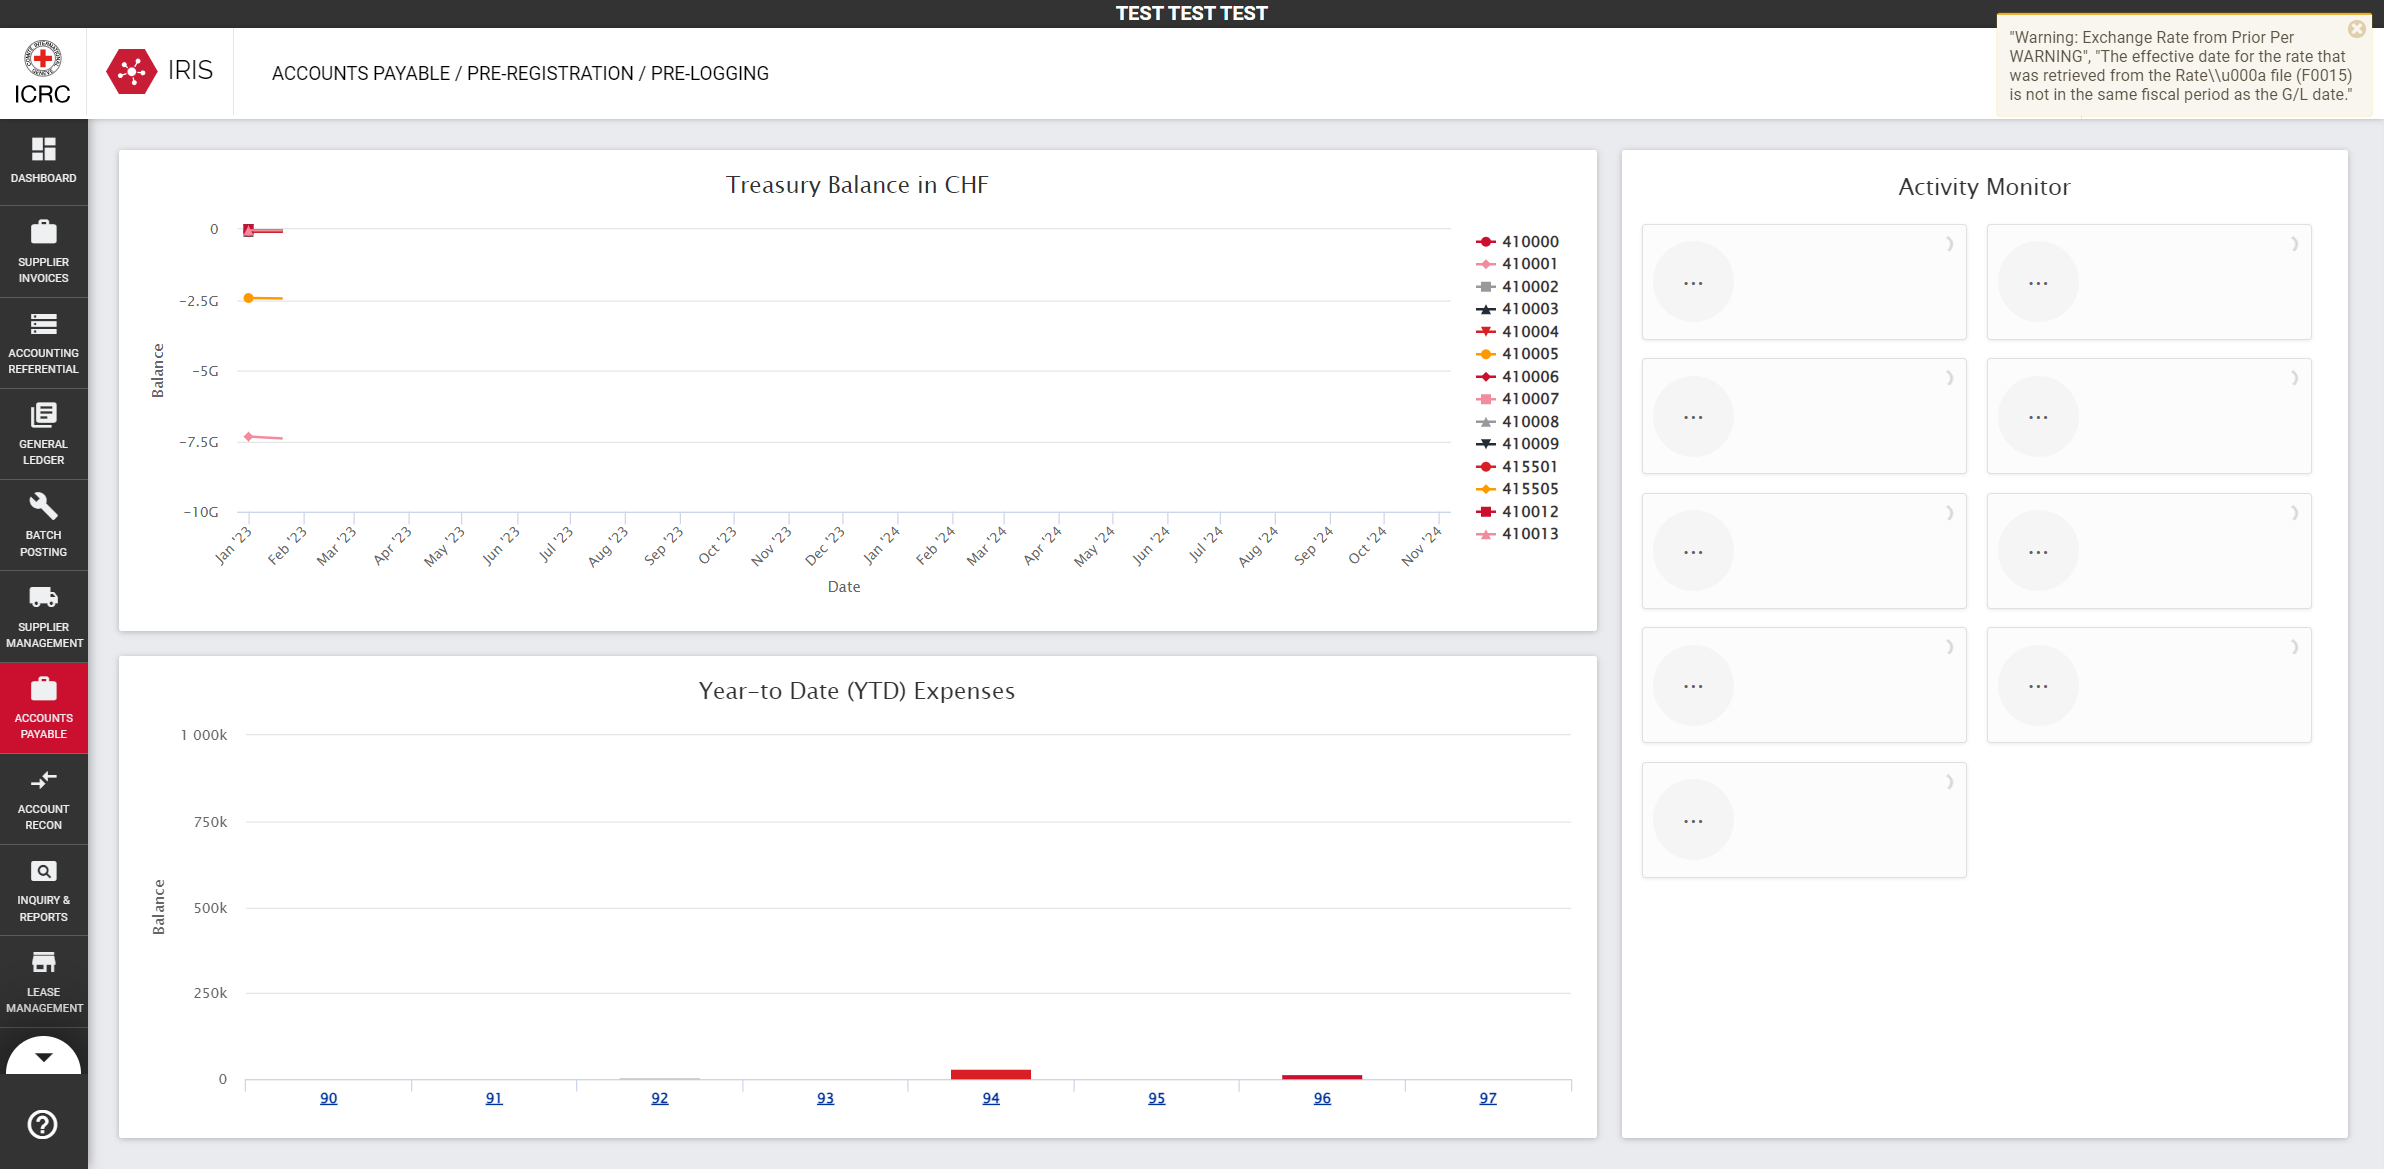 TEST TEST TEST
ICRC
IRIS
ACCOUNTS PAYABLE / PRE-REGISTRATION / PRE-LOGGING
"Warning: Exchange Rate from Prior Per
WARNING", "The effective date for the rate that
was retrieved from the Rate\\u000a file (F0015)
is not in the same fiscal period as the G/L date."
DASHBOARD
SUPPLIER
INVOICES
ACCOUNTING
REFERENTIAL
GENERAL
LEDGER
BATCH
POSTING
SUPPLIER
MANAGEMENT
ACCOUNTS
PAYABLE
ACCOUNT
RECON
INQUIRY &
REPORTS
LEASE
MANAGEMENT
Treasury Balance in CHF
Balance
0
-2.5G
-5G
-7.5G
-10G
Jan '23
Feb '23
Mar '23
Apr '23
May '23
Jun '23
Jul '23
Aug '23
Sep '23
Oct '23
Nov '23
Dec '23
Jan '24
Feb '24
Mar '24
Apr '24
May '24
Jun '24
Jul '24
Aug '24
Sep '24
Oct '24
Nov '24
Date
410000
410001
410002
410003
410004
410005
410006
410007
410008
410009
415501
415505
410012
410013
Year-to Date (YTD) Expenses
Balance
1 000k
750k
500k
250k
0
90
91
92
93
94
95
96
97
Activity Monitor
...
...
...
...
...
...
...
...
...